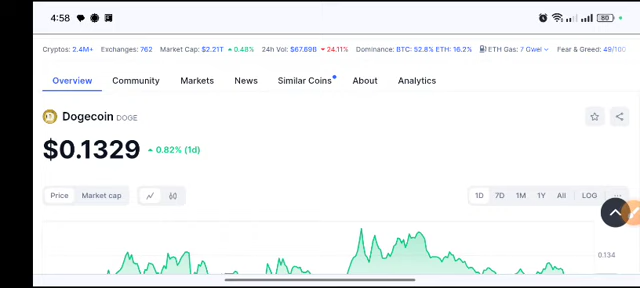 4:58 80
Cryptos: 2.4M+ Exchanges: 762 Market Cap: $2.21T 0.48% 24h Vol: $67.69B 24.11% Dominance: BTC: 52.8% ETH: 16.2% ETH Gas: 7 Gwei Fear & Greed: 49/100
Overview Community Markets News Similar Coins About Analytics
Dogecoin DOGE
$0.1329 0.82% (1d)
Price Market cap 1D 7D 1M 1Y All LOG ...
0.134